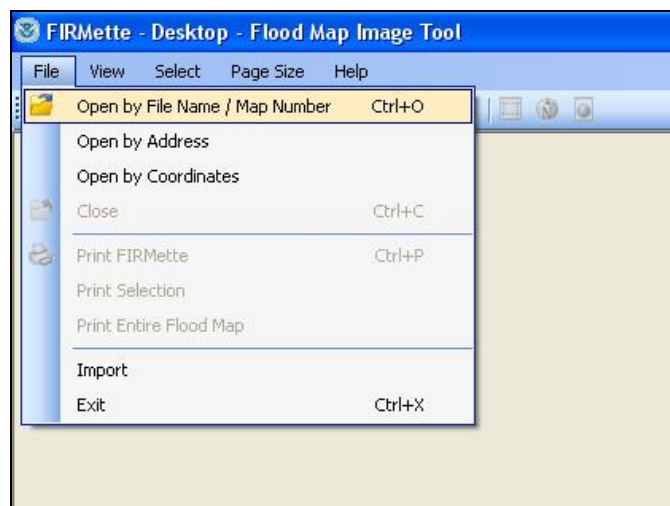 FIRMette - Desktop - Flood Map Image Tool
File View Select Page Size Help
Open by File Name / Map Number Ctrl+O
Open by Address
Open by Coordinates
Close Ctrl+C
Print FIRMette Ctrl+P
Print Selection
Print Entire Flood Map
Import
Exit Ctrl+X